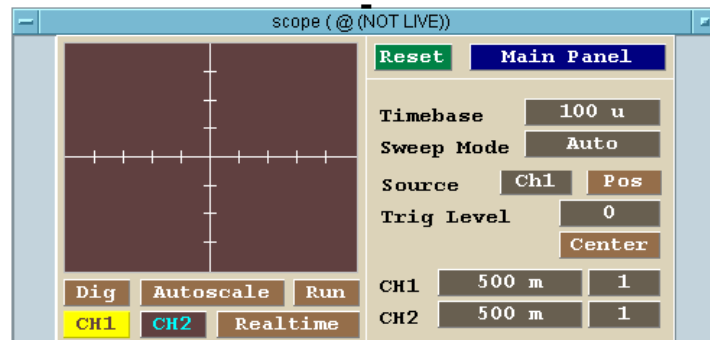 scope ( @ (NOT LIVE))
Reset Main Panel
Timebase 100 u
Sweep Mode Auto
Source Ch1 Pos
Trig Level 0
Center
Dig Autoscale Run
CH1 500 m 1
CH1 CH2 Realtime
CH2 500 m 1